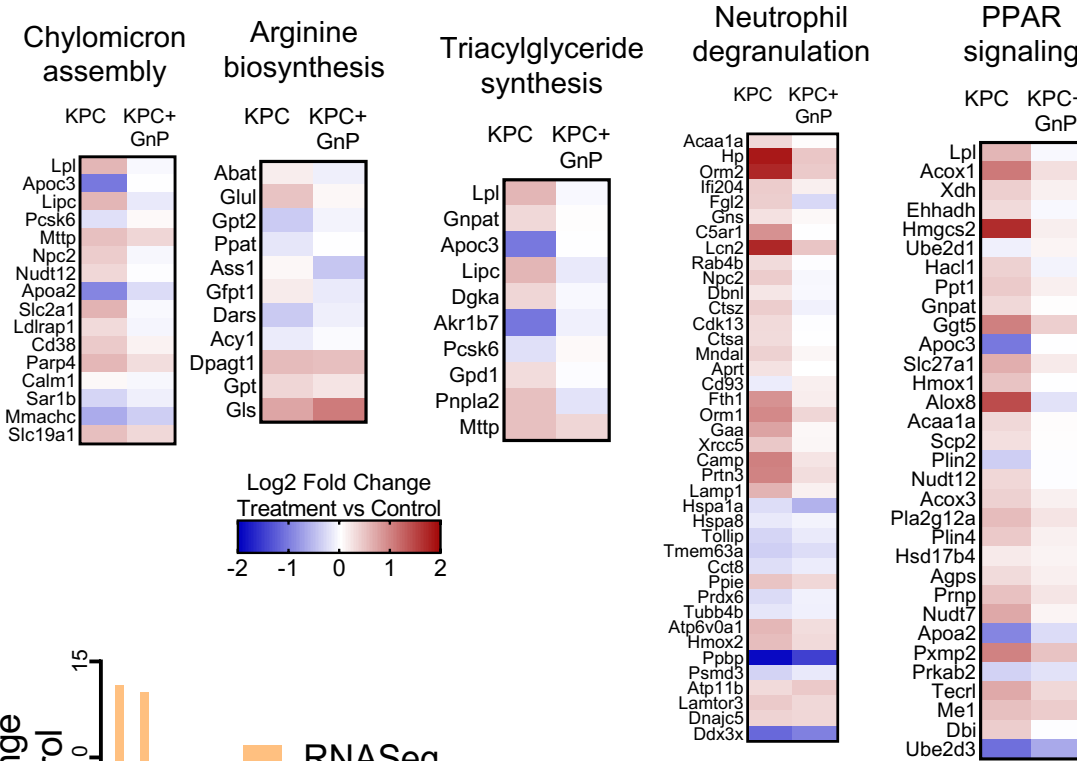 Chylomicron
assembly
KPC KPC+
GnP
Lpl
Apoc3
Lipc
Pcsk6
Mttp
Npc2
Nudt12
Apoa2
Slc2a1
Ldlrap1
Cd38
Parp4
Calm1
Sar1b
Mmachc
Slc19a1
Arginine
biosynthesis
KPC KPC+
GnP
Abat
Glul
Gpt2
Ppat
Ass1
Gfpt1
Dars
Acy1
Dpagt1
Gpt
Gls
Triacylglyceride
synthesis
KPC KPC+
GnP
Lpl
Gnpat
Apoc3
Lipc
Dgka
Akr1b7
Pcsk6
Gpd1
Pnpla2
Mttp
Neutrophil
degranulation
KPC KPC+
GnP
Acaa1a
Hp
Orm2
Ifi204
Fgl2
Gns
C5ar1
Lcn2
Rab4b
Npc2
Dbnl
Ctsz
Cdk13
Ctsa
Mndal
Aprt
Cd93
Fth1
Orm1
Gaa
Xrcc5
Camp
Prtn3
Lamp1
Hspa1a
Hspa8
Tollip
Tmem63a
Cct8
Ppie
Prdx6
Tubb4b
Atp6v0a1
Hmox2
Ppbp
Psmd3
Atp11b
Lamtor3
Dnajc5
Ddx3x
PPAR
signaling
KPC KPC+
GnP
Lpl
Acox1
Xdh
Ehhadh
Hmgcs2
Ube2d1
Hacl1
Ppt1
Gnpat
Ggt5
Apoc3
Slc27a1
Hmox1
Alox8
Acaa1a
Scp2
Plin2
Nudt12
Acox3
Pla2g12a
Plin4
Hsd17b4
Agps
Prnp
Nudt7
Apoa2
Pxmp2
Prkab2
Tecrl
Me1
Dbi
Ube2d3
Log2 Fold Change
Treatment vs Control
-2 -1 0 1 2
15
0
RNASeq